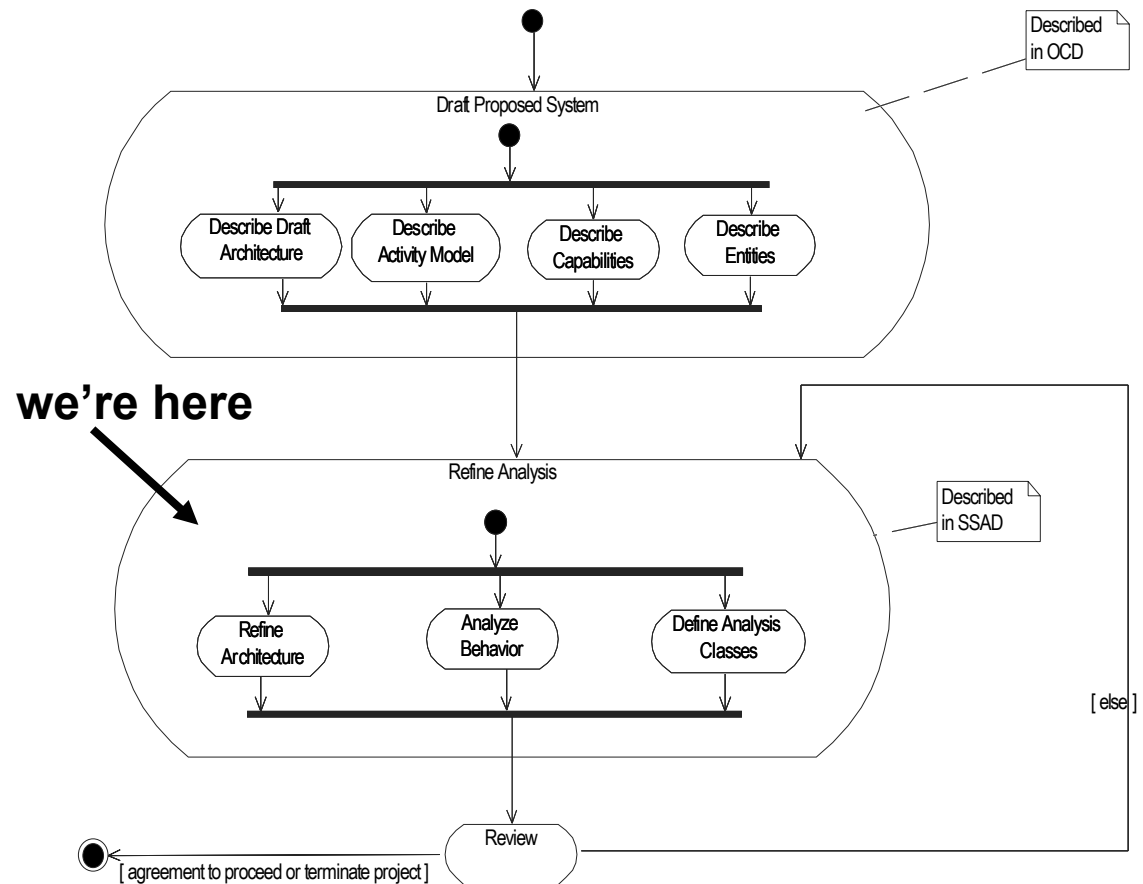 Described
in OCD
Draft Proposed System
Describe Draft
Architecture
Describe
Activity Model
Describe
Capabilities
Describe
Entities
we're here
Refine Analysis
Described
in SSAD
Refine
Architecture
Analyze
Behavior
Define Analysis
Classes
[ else ]
Review
[ agreement to proceed or terminate project ]